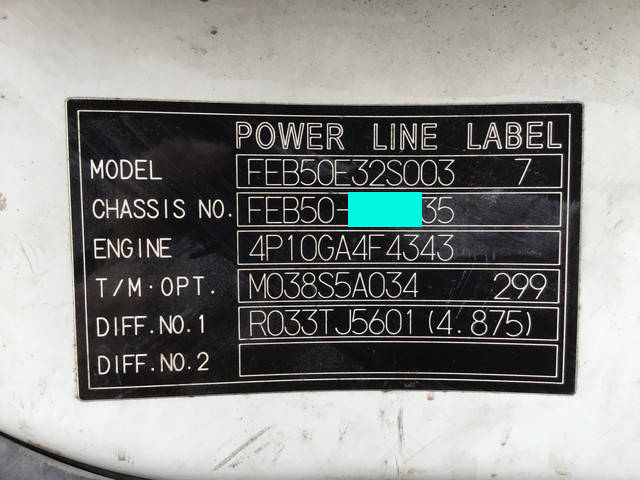 POWER LINE LABEL
MODEL FEB50E32S003 7
CHASSIS NO. FEB50- 35
ENGINE 4P10GA4F4343
T/M·OPT. M038S5A034 299
DIFF.NO.1 R033TJ5601(4.875)
DIFF.NO.2